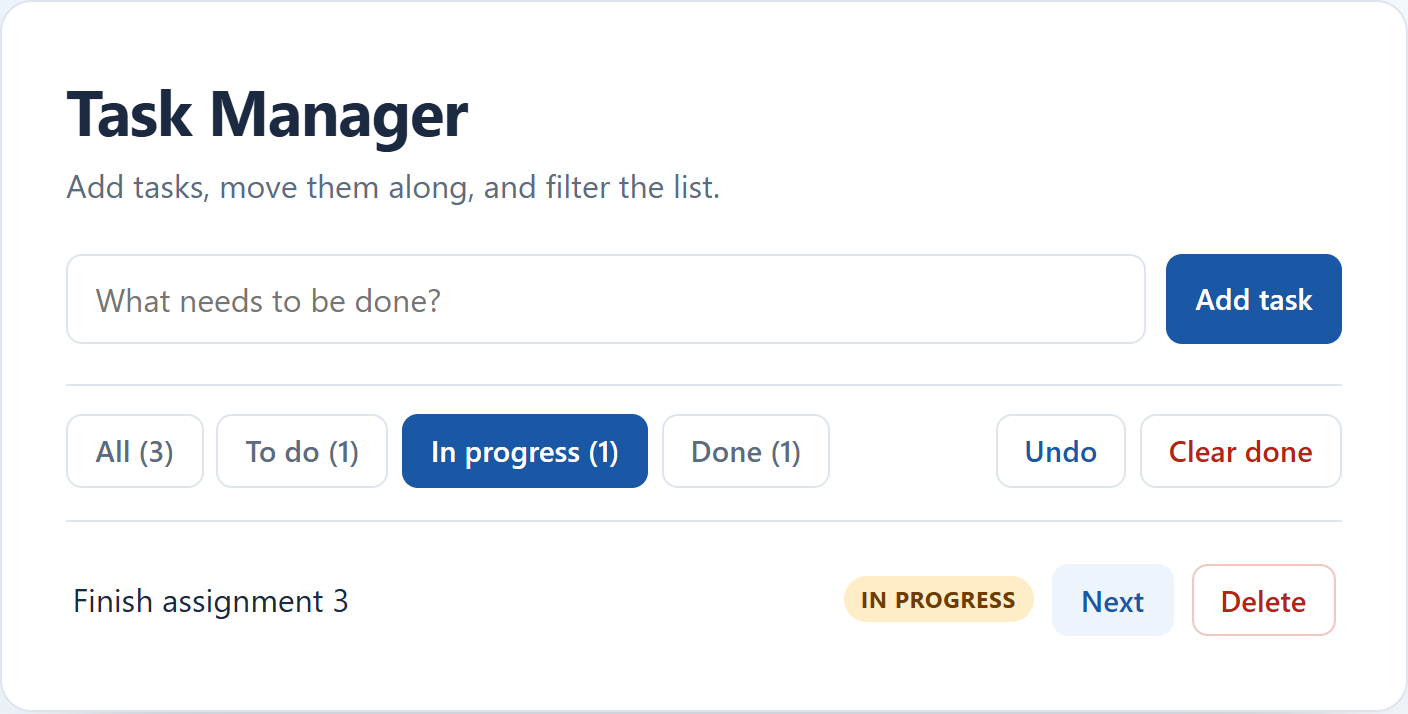 Task Manager
Add tasks, move them along, and filter the list.
What needs to be done? Add task
All (3) To do (1) In progress (1) Done (1) Undo Clear done
Finish assignment 3 IN PROGRESS Next Delete